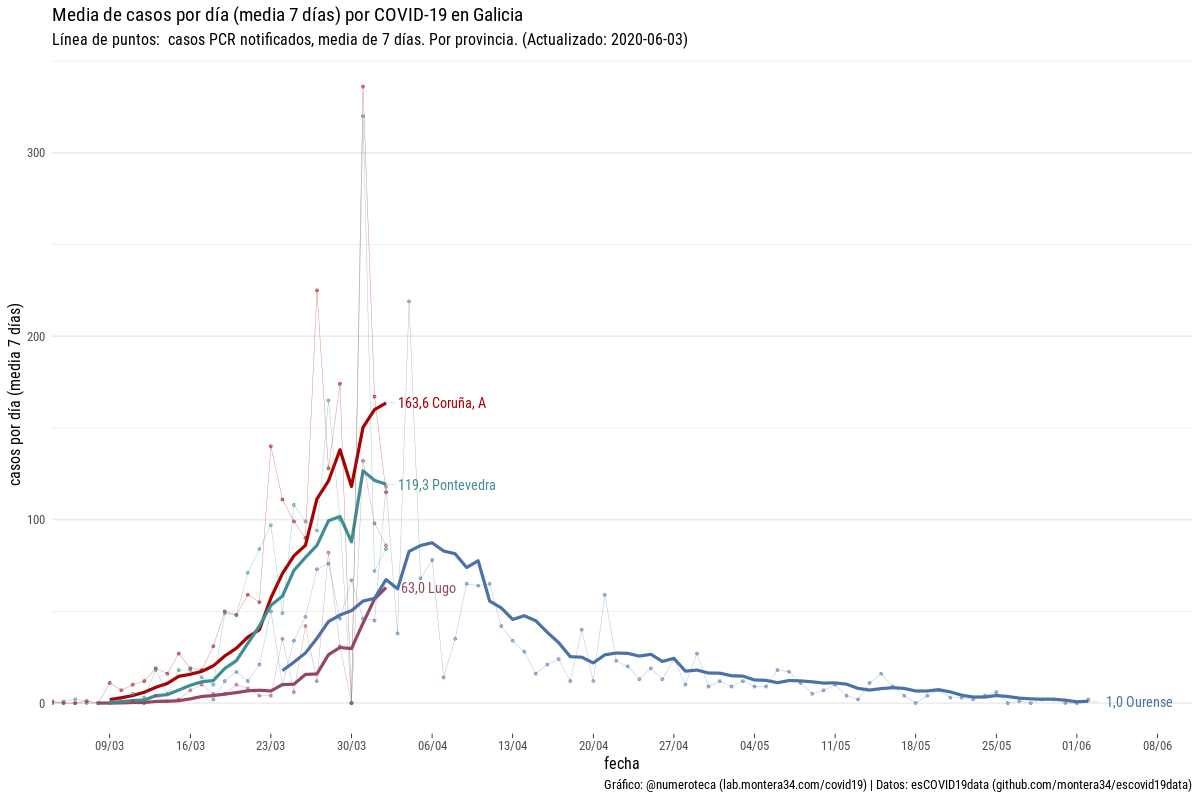 Media de casos por día (media 7 días) por COVID-19 en Galicia
Línea de puntos:  casos PCR notificados, media de 7 días. Por provincia. (Actualizado: 2020-06-03)
casos por día (media 7 días)
300
200
100
0
163,6 Coruña, A
119,3 Pontevedra
63,0 Lugo
1,0 Ourense
09/03
16/03
23/03
30/03
06/04
13/04
20/04
27/04
04/05
11/05
18/05
25/05
01/06
08/06
fecha
Gráfico: @numeroteca (lab.montera34.com/covid19) | Datos: esCOVID19data (github.com/montera34/escovid19data)